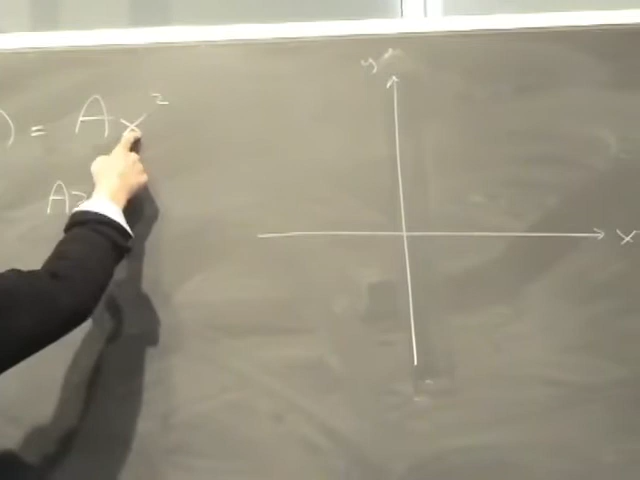 ) = Ax²
A>
y
x